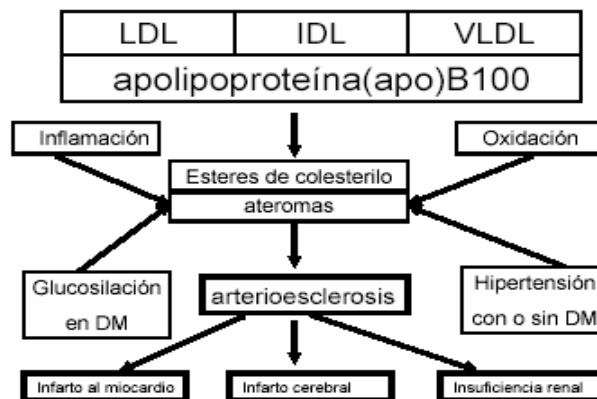 LDL IDL VLDL
apolipoproteína(apo)B100
Inflamación
Oxidación
Esteres de colesterilo
ateromas
Glucosilación
en DM
arterioesclerosis
Hipertensión
con o sin DM
Infarto al miocardio
Infarto cerebral
Insuficiencia renal